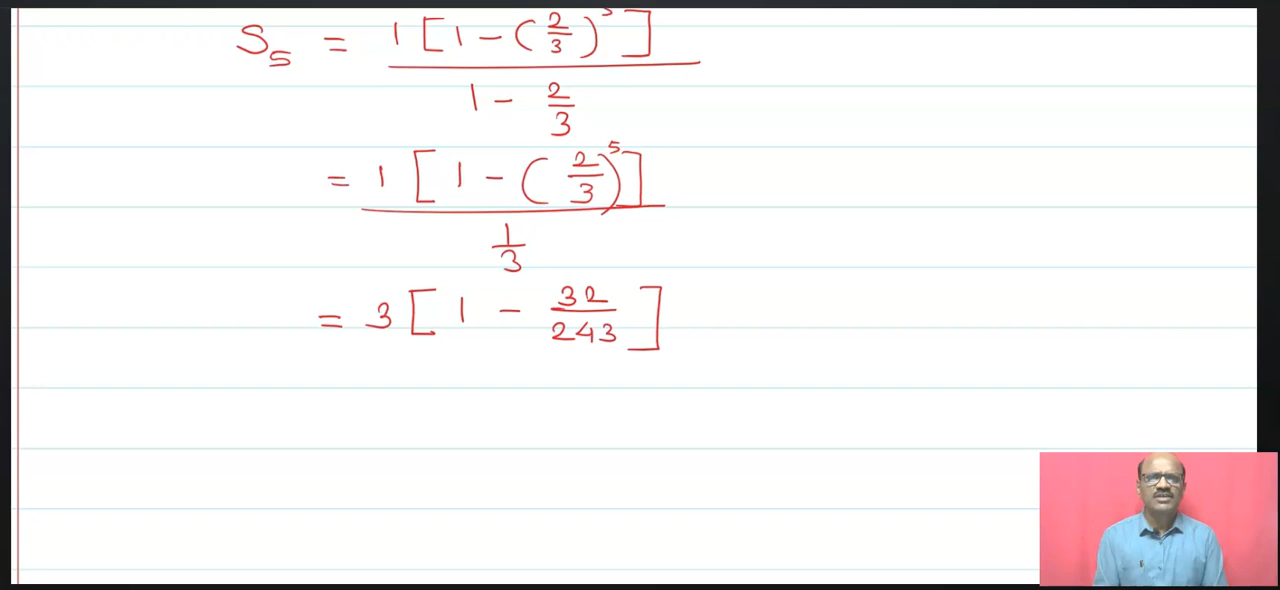 S₅ = 1 [ 1 - ( 2/3 )⁵ ]
1 - 2/3
= 1 [ 1 - ( 2/3 )⁵ ]
1/3
= 3 [ 1 - 32/243 ]